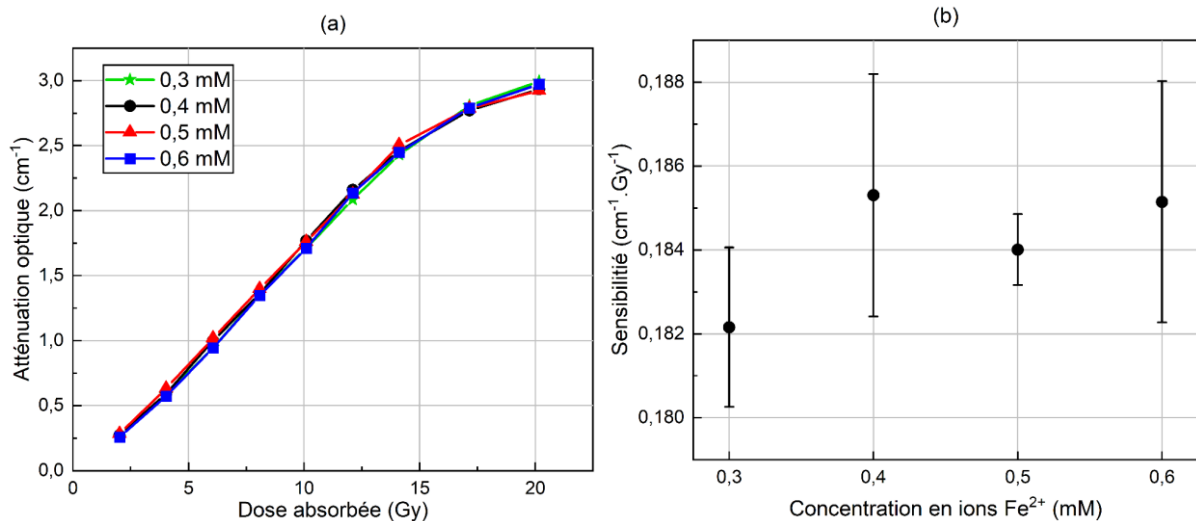 (a)
Atténuation optique (cm-1)
3,0
2,5
2,0
1,5
1,0
0,5
0,0
0,3 mM
0,4 mM
0,5 mM
0,6 mM
0
5
10
15
20
Dose absorbée (Gy)
(b)
Sensibilitié (cm-1.Gy-1)
0,188
0,186
0,184
0,182
0,180
0,3
0,4
0,5
0,6
Concentration en ions Fe2+ (mM)